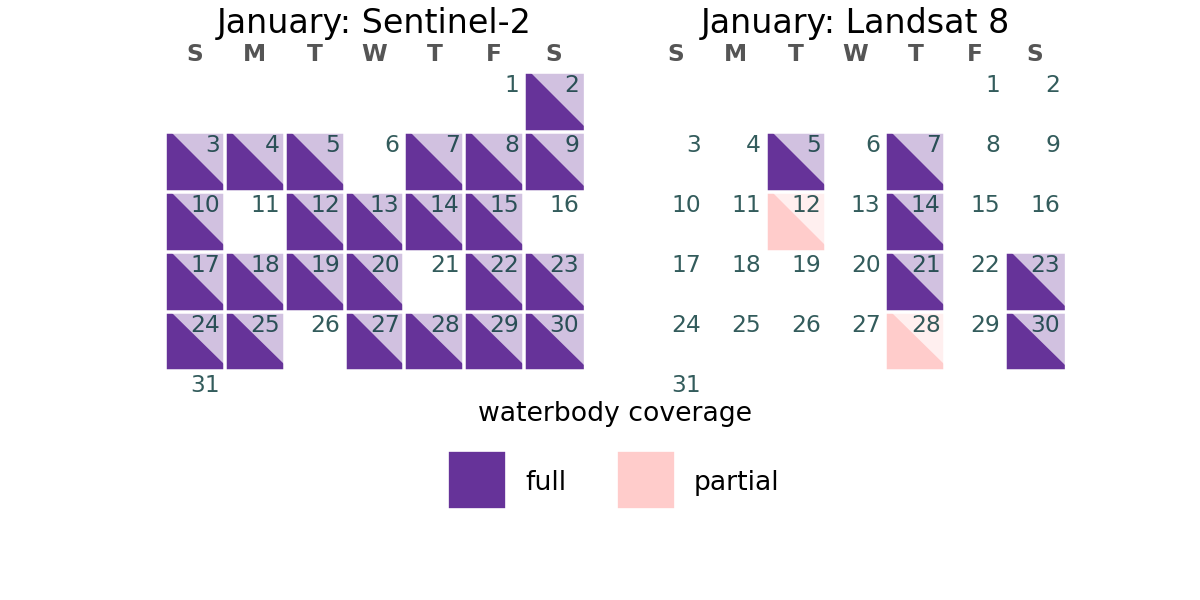 January: Sentinel-2
S M T W T F S
1 2
3 4 5 6 7 8 9
10 11 12 13 14 15 16
17 18 19 20 21 22 23
24 25 26 27 28 29 30
31
January: Landsat 8
S M T W T F S
1 2
3 4 5 6 7 8 9
10 11 12 13 14 15 16
17 18 19 20 21 22 23
24 25 26 27 28 29 30
31
waterbody coverage
full partial